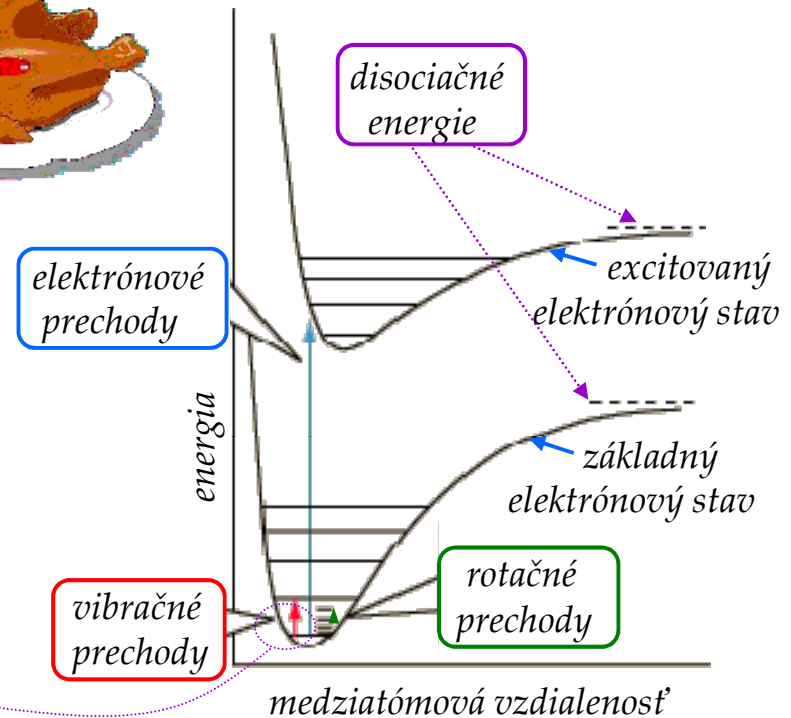 disociačné
energie
elektrónové
prechody
excitovaný
elektrónový stav
energia
základný
elektrónový stav
vibračné
prechody
rotačné
prechody
medziatómová vzdialenosť